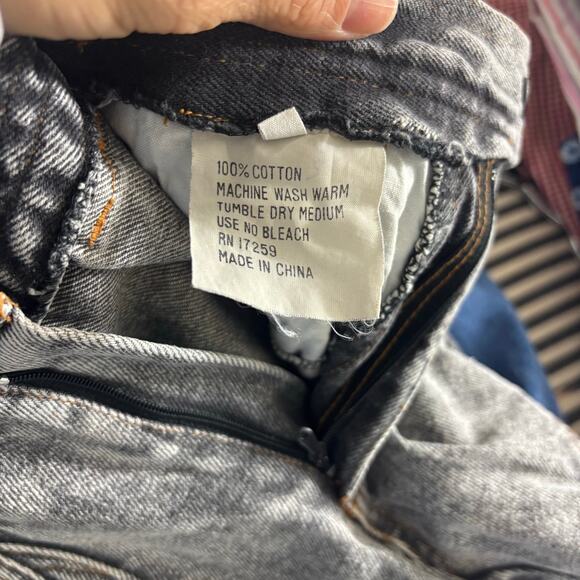 100% COTTON
MACHINE WASH WARM
TUMBLE DRY MEDIUM
USE NO BLEACH
RN 17259
MADE IN CHINA